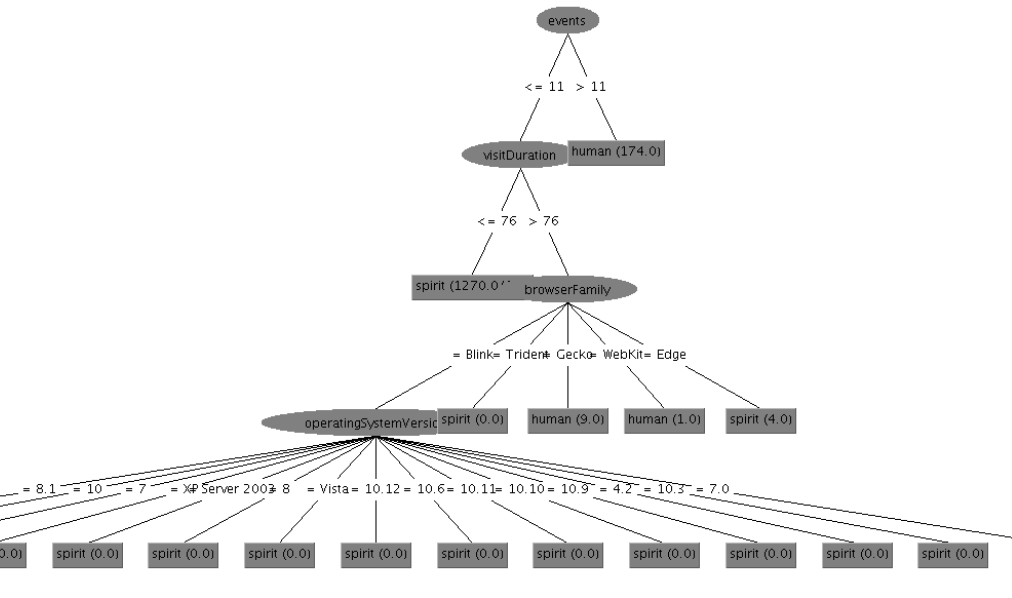 events
<= 11 > 11
visitDuration human (174.0)
<= 76 > 76
spirit (1270.0 browserFamily
= Blink = Trident = Gecko = WebKit = Edge
operatingSystemVersio spirit (0.0) human (9.0) human (1.0) spirit (4.0)
= 8.1 = 10 = 7 = XP = Server 2003 = 8 = Vista = 10.12 = 10.6 = 10.11 = 10.10 = 10.9 = 4.2 = 10.3 = 7.0
0.0) spirit (0.0) spirit (0.0) spirit (0.0) spirit (0.0) spirit (0.0) spirit (0.0) spirit (0.0) spirit (0.0) spirit (0.0) spirit (0.0)